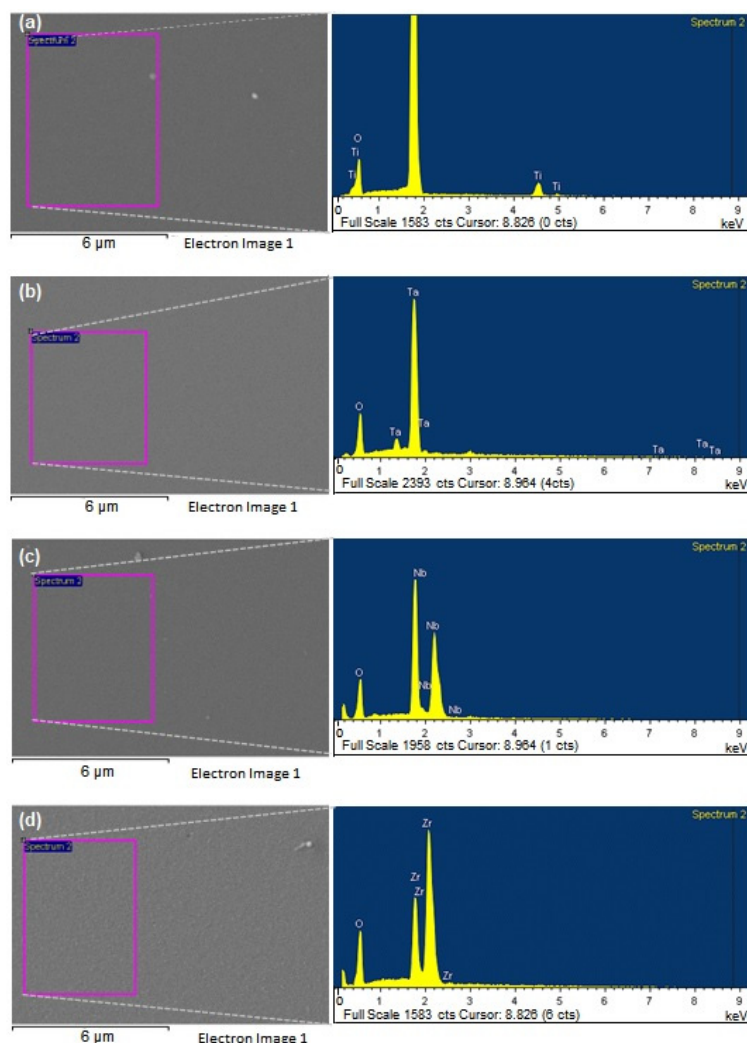 (a)
Spectrum 2
6 µm
Electron Image 1
Spectrum 2
O
Ti
Ti
Ti
Ti
0 1 2 3 4 5 6 7 8 9
Full Scale 1583 cts Cursor: 8.826 (0 cts)
keV
(b)
Spectrum 2
6 µm
Electron Image 1
Spectrum 2
Ta
O
Ta
Ta
Ta
Ta
Ta
0 1 2 3 4 5 6 7 8 9
Full Scale 2393 cts Cursor: 8.964 (4cts)
keV
(c)
Spectrum 2
6 µm
Electron Image 1
Spectrum 2
Nb
Nb
O
Nb
Nb
0 1 2 3 4 5 6 7 8 9
Full Scale 1958 cts Cursor: 8.964 (1 cts)
keV
(d)
Spectrum 2
6 µm
Electron Image 1
Spectrum 2
Zr
Zr
Zr
O
Zr
0 1 2 3 4 5 6 7 8 9
Full Scale 1583 cts Cursor: 8.826 (6 cts)
keV